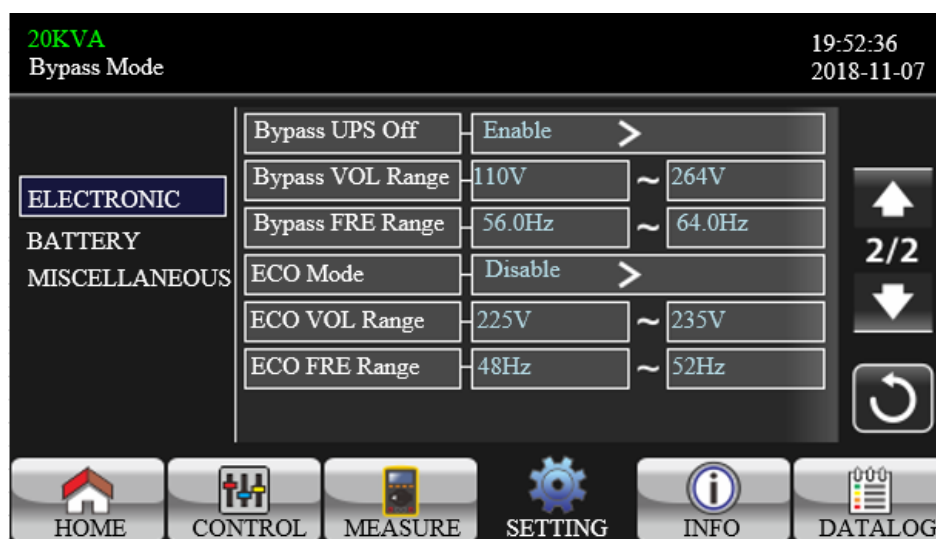 20KVA
Bypass Mode
19:52:36
2018-11-07
ELECTRONIC
BATTERY
MISCELLANEOUS
Bypass UPS Off Enable >
Bypass VOL Range 110V ~ 264V
Bypass FRE Range 56.0Hz ~ 64.0Hz
ECO Mode Disable >
ECO VOL Range 225V ~ 235V
ECO FRE Range 48Hz ~ 52Hz
2/2
HOME CONTROL MEASURE SETTING INFO DATALOG